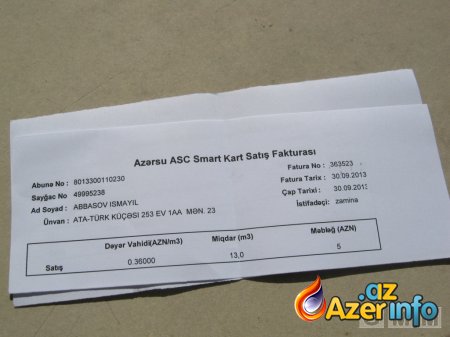 Azərsu ASC Smart Kart Satış Fakturası
Abunə No : 8013300110230
Sayğac No : 49995238
Ad Soyad : ABBASOV ISMAYIL
Ünvan : ATA-TÜRK KÜÇƏSİ 253 EV 1AA MƏN. 23
Fatura No : 363523
Fatura Tarix : 30.09.2013
Çap Tarixi : 30.09.2013
İstifadəçi: zamina
Dəyər Vahidi(AZN/m3) Miqdar (m3) Məbləğ (AZN)
Satış 0.36000 13,0 5
.az
Azerinfo